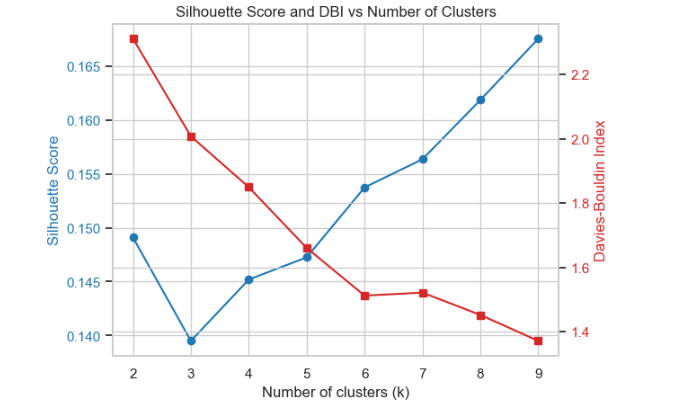 Silhouette Score and DBI vs Number of Clusters
0.165
0.160
0.155
0.150
0.145
0.140
Silhouette Score
2.2
2.0
1.8
1.6
1.4
Davies-Bouldin Index
2 3 4 5 6 7 8 9
Number of clusters (k)